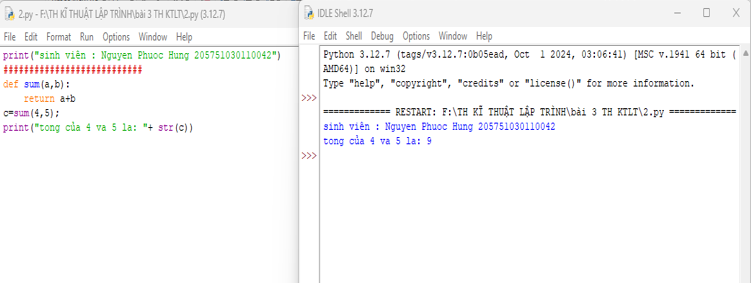 2.py - F:\TH KĨ THUẬT LẬP TRÌNH\bài 3 TH KTLT\2.py (3.12.7)
File Edit Format Run Options Window Help
print("sinh viên : Nguyen Phuoc Hung 205751030110042")
###########################
def sum(a,b):
    return a+b
c=sum(4,5);
print("tong của 4 va 5 la: "+ str(c))
IDLE Shell 3.12.7
File Edit Shell Debug Options Window Help
Python 3.12.7 (tags/v3.12.7:0b05ead, Oct  1 2024, 03:06:41) [MSC v.1941 64 bit (
AMD64)] on win32
Type "help", "copyright", "credits" or "license()" for more information.
>>>
============= RESTART: F:\TH KĨ THUẬT LẬP TRÌNH\bài 3 TH KTLT\2.py =============
sinh viên : Nguyen Phuoc Hung 205751030110042
tong của 4 va 5 la: 9
>>>